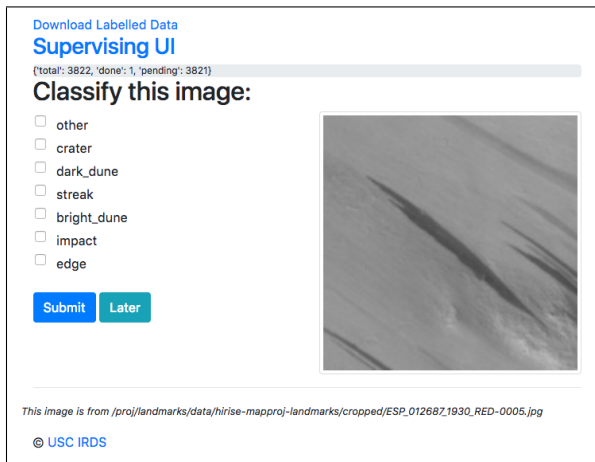 Download Labelled Data
Supervising UI
{'total': 3822, 'done': 1, 'pending': 3821}
Classify this image:
other
crater
dark_dune
streak
bright_dune
impact
edge
Submit Later
This image is from /proj/landmarks/data/hirise-mapproj-landmarks/cropped/ESP_012687_1930_RED-0005.jpg
© USC IRDS